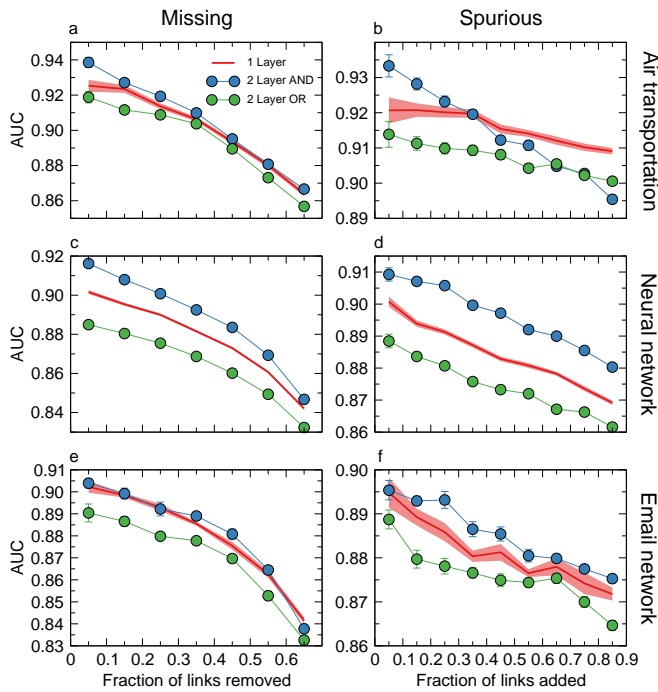 Missing
Spurious
a
b
1 Layer
2 Layer AND
2 Layer OR
0.94
0.92
0.90
0.88
0.86
AUC
0.93
0.92
0.91
0.90
0.89
Air transportation
c
d
0.92
0.90
0.88
0.86
0.84
AUC
0.91
0.90
0.89
0.88
0.87
0.86
Neural network
e
f
0.91
0.90
0.89
0.88
0.87
0.86
0.85
0.84
0.83
AUC
0.90
0.89
0.88
0.87
0.86
Email network
0 0.1 0.2 0.3 0.4 0.5 0.6
0 0.1 0.2 0.3 0.4 0.5 0.6 0.7 0.8 0.9
Fraction of links removed
Fraction of links added